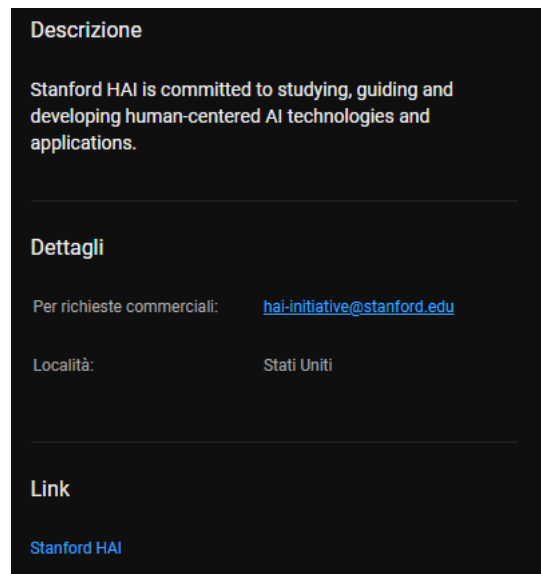 Descrizione
Stanford HAI is committed to studying, guiding and
developing human-centered AI technologies and
applications.
Dettagli
Per richieste commerciali: hai-initiative@stanford.edu
Località: Stati Uniti
Link
Stanford HAI